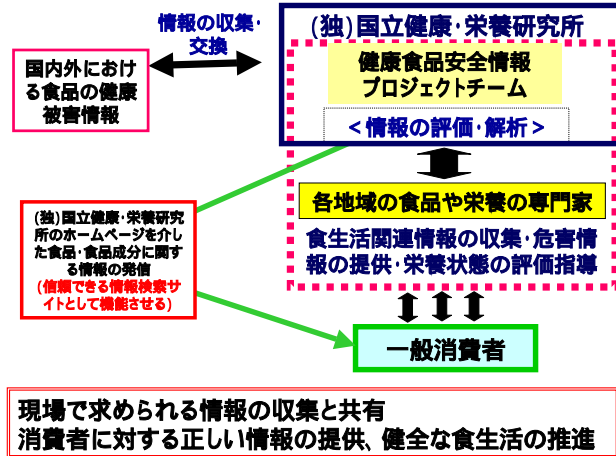 情報の収集・
交換
(独)国立健康・栄養研究所
国内外におけ
る食品の健康
被害情報
健康食品安全情報
プロジェクトチーム
<情報の評価・解析>
各地域の食品や栄養の専門家
食生活関連情報の収集・危害情
報の提供・栄養状態の評価指導
(独)国立健康・栄養研究
所のホームページを介し
た食品・食品成分に関す
る情報の発信
(信頼できる情報検索サ
イトとして機能させる)
一般消費者
現場で求められる情報の収集と共有
消費者に対する正しい情報の提供、健全な食生活の推進